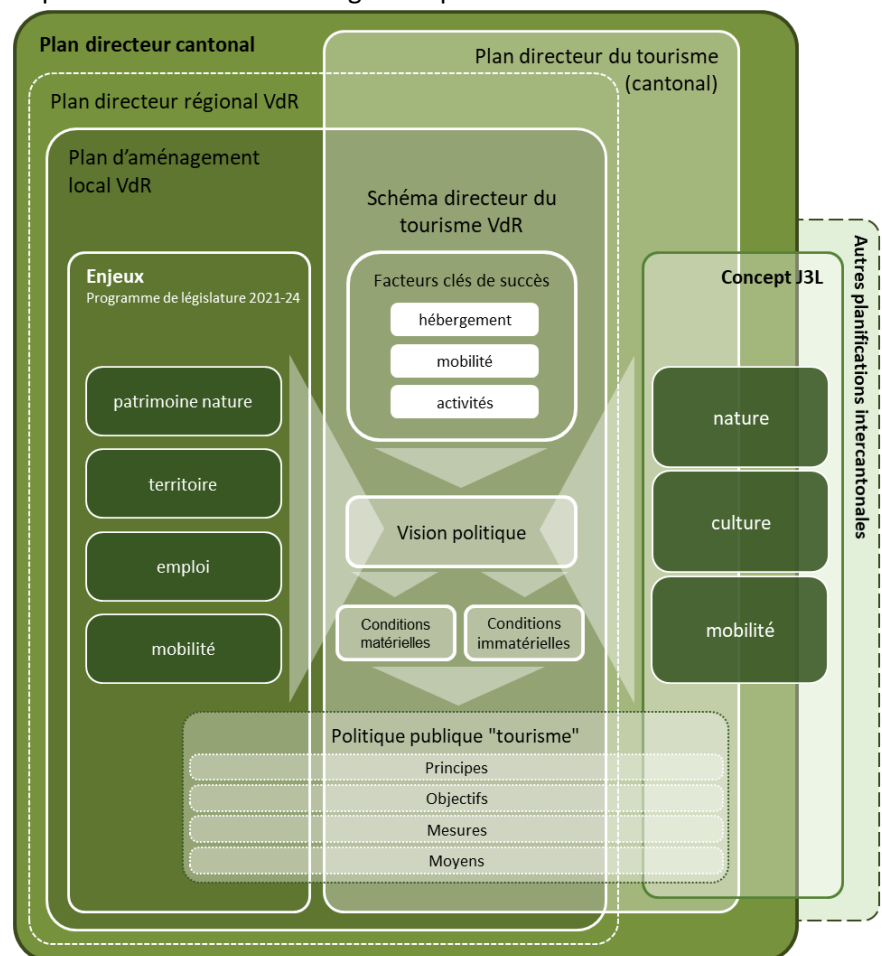 Plan directeur cantonal
Plan directeur du tourisme
(cantonal)
Plan directeur régional VdR
Plan d'aménagement
local VdR
Schéma directeur du
tourisme VdR
Autres planifications intercantonales
Enjeux
Programme de législature 2021-24
Facteurs clés de succès
Concept J3L
hébergement
mobilité
activités
patrimoine nature
territoire
emploi
mobilité
nature
culture
mobilité
Vision politique
Conditions
matérielles
Conditions
immatérielles
Politique publique "tourisme"
Principes
Objectifs
Mesures
Moyens